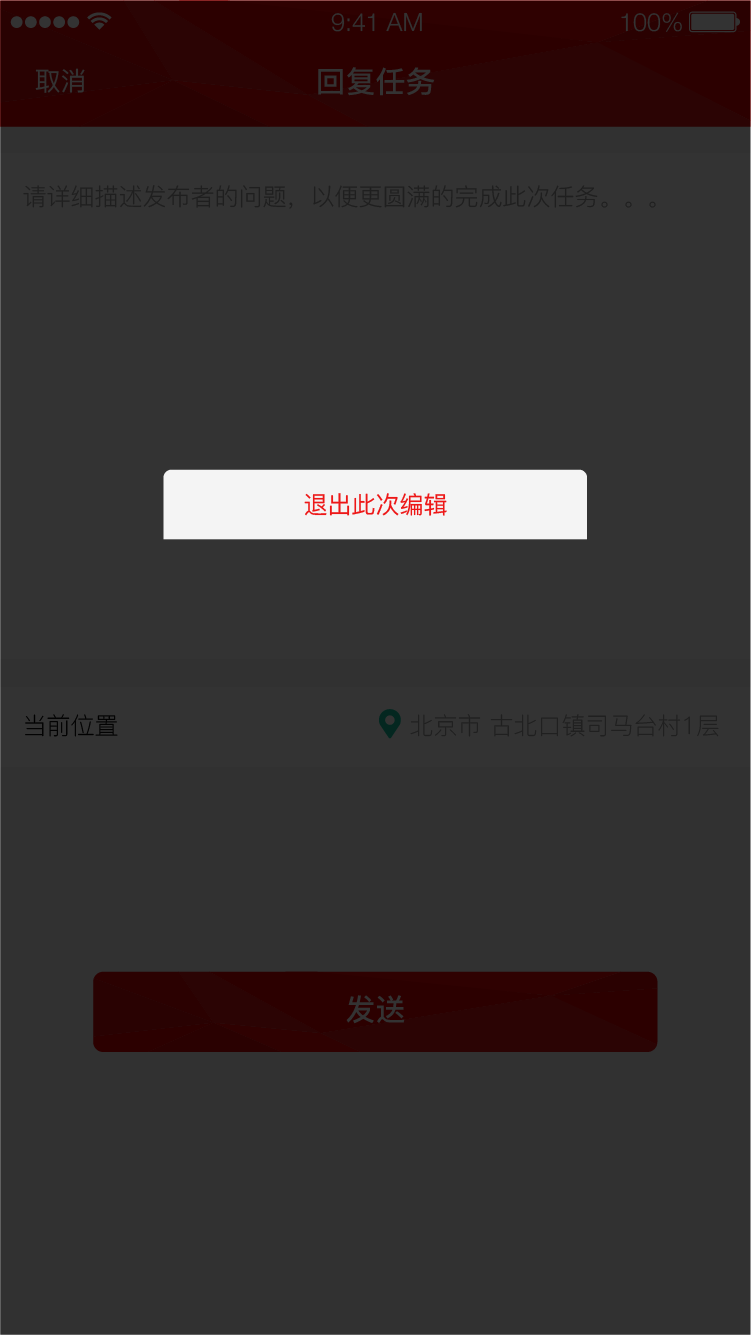 9:41 AM 100%
取消 回复任务
请详细描述发布者的问题，以便更圆满的完成此次任务。。。
退出此次编辑
当前位置 北京市 古北口镇司马台村1层
发送